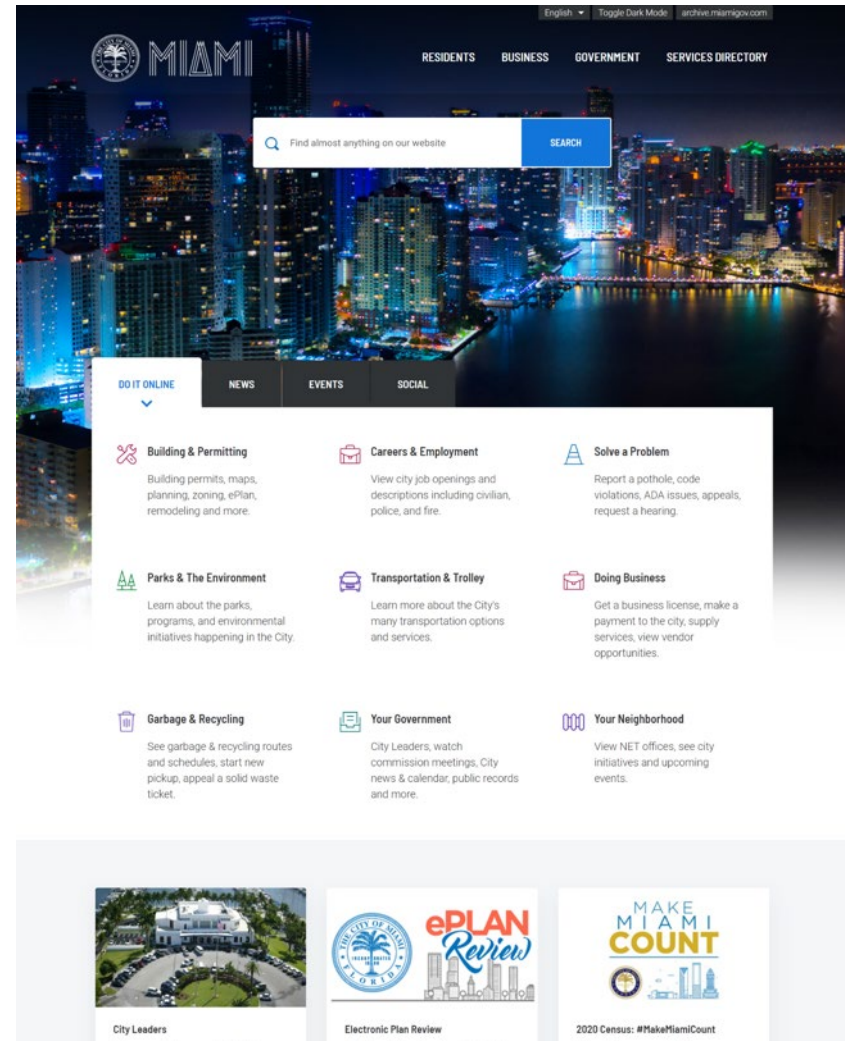 English Toggle Dark Mode archive.miamigov.com
MIAMI
RESIDENTS BUSINESS GOVERNMENT SERVICES DIRECTORY
Find almost anything on our website SEARCH
DO IT ONLINE NEWS EVENTS SOCIAL
Building & Permitting
Building permits, maps,
planning, zoning, ePlan,
remodeling and more.
Careers & Employment
View city job openings and
descriptions including civilian,
police, and fire.
Solve a Problem
Report a pothole, code
violations, ADA issues, appeals,
request a hearing.
Parks & The Environment
Learn about the parks,
programs, and environmental
initiatives happening in the City.
Transportation & Trolley
Learn more about the City's
many transportation options
and services.
Doing Business
Get a business license, make a
payment to the city, supply
services, view vendor
opportunities.
Garbage & Recycling
See garbage & recycling routes
and schedules, start new
pickup, appeal a solid waste
ticket.
Your Government
City Leaders, watch
commission meetings, City
news & calendar, public records
and more.
Your Neighborhood
View NET offices, see city
initiatives and upcoming
events.
City Leaders
THE CITY OF MIAMI
INCORPORATED
FLORIDA
ePLAN
Review
Electronic Plan Review
MAKE
MIAMI
COUNT
2020 Census: #MakeMiamiCount